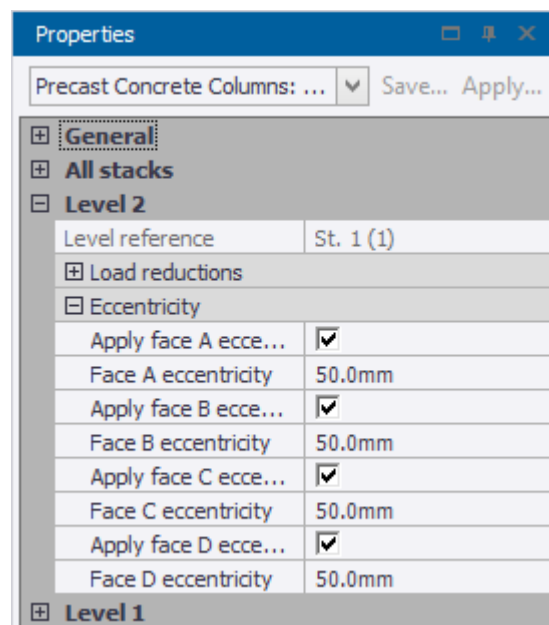 Properties
Precast Concrete Columns: ... Save... Apply...
General
All stacks
Level 2
Level reference St. 1 (1)
Load reductions
Eccentricity
Apply face A ecce...
Face A eccentricity 50.0mm
Apply face B ecce...
Face B eccentricity 50.0mm
Apply face C ecce...
Face C eccentricity 50.0mm
Apply face D ecce...
Face D eccentricity 50.0mm
Level 1